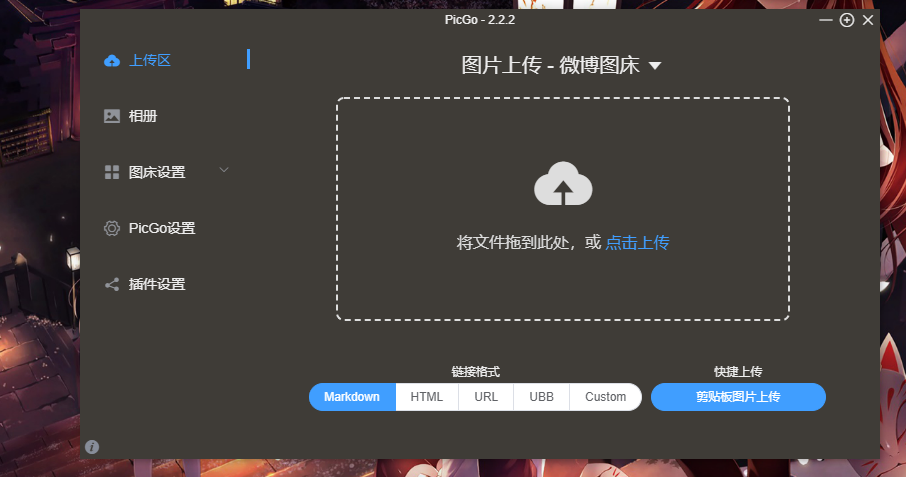 PicGo - 2.2.2
上传区
相册
图床设置
PicGo设置
插件设置
图片上传 - 微博图床
将文件拖到此处，或 点击上传
链接格式
Markdown HTML URL UBB Custom
快捷上传
剪贴板图片上传